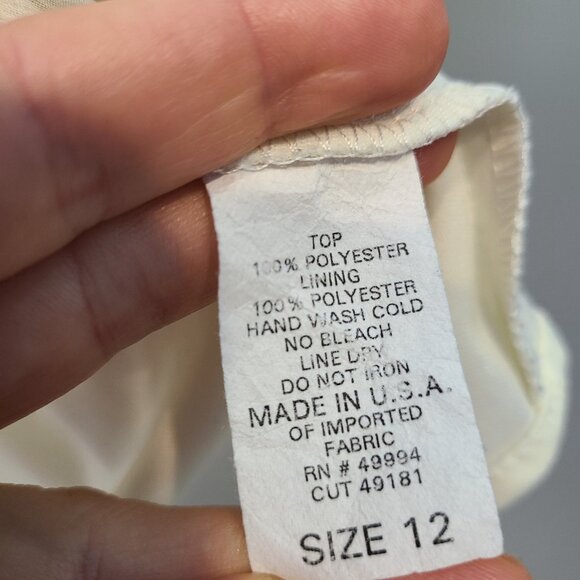 TOP
100% POLYESTER
LINING
100% POLYESTER
HAND WASH COLD
NO BLEACH
LINE DRY
DO NOT IRON
MADE IN U.S.A.
OF IMPORTED
FABRIC
RN # 49994
CUT 49181
SIZE 12